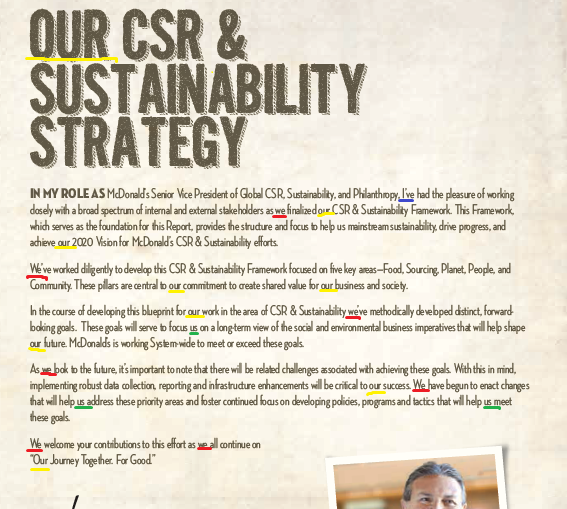 OUR CSR &
SUSTAINABILITY
STRATEGY
IN MY ROLE AS McDonald's Senior Vice President of Global CSR, Sustainability, and Philanthropy, I've had the pleasure of working
closely with a broad spectrum of internal and external stakeholders as we finalized our CSR & Sustainability Framework. This Framework,
which serves as the foundation for this Report, provides the structure and focus to help us mainstream sustainability, drive progress, and
achieve our 2020 Vision for McDonald's CSR & Sustainability efforts.
We've worked diligently to develop this CSR & Sustainability Framework focused on five key areas—Food, Sourcing, Planet, People, and
Community. These pillars are central to our commitment to create shared value for our business and society.
In the course of developing this blueprint for our work in the area of CSR & Sustainability we've methodically developed distinct, forward-
looking goals. These goals will serve to focus us on a long-term view of the social and environmental business imperatives that will help shape
our future. McDonald's is working System-wide to meet or exceed these goals.
As we look to the future, it's important to note that there will be related challenges associated with achieving these goals. With this in mind,
implementing robust data collection, reporting and infrastructure enhancements will be critical to our success. We have begun to enact changes
that will help us address these priority areas and foster continued focus on developing policies, programs and tactics that will help us meet
these goals.
We welcome your contributions to this effort as we all continue on
"Our Journey Together. For Good."